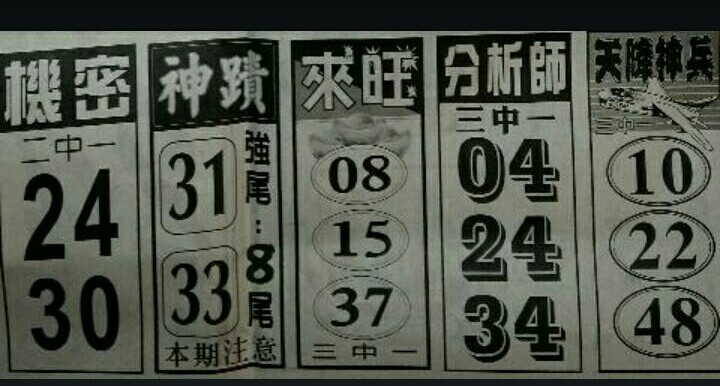 機密
二中一
24
30
神蹟
31
33
強尾：8尾
本期注意
來旺
08
15
37
三中一
分析師
三中一
04
24
34
天降神兵
三中一
10
22
48